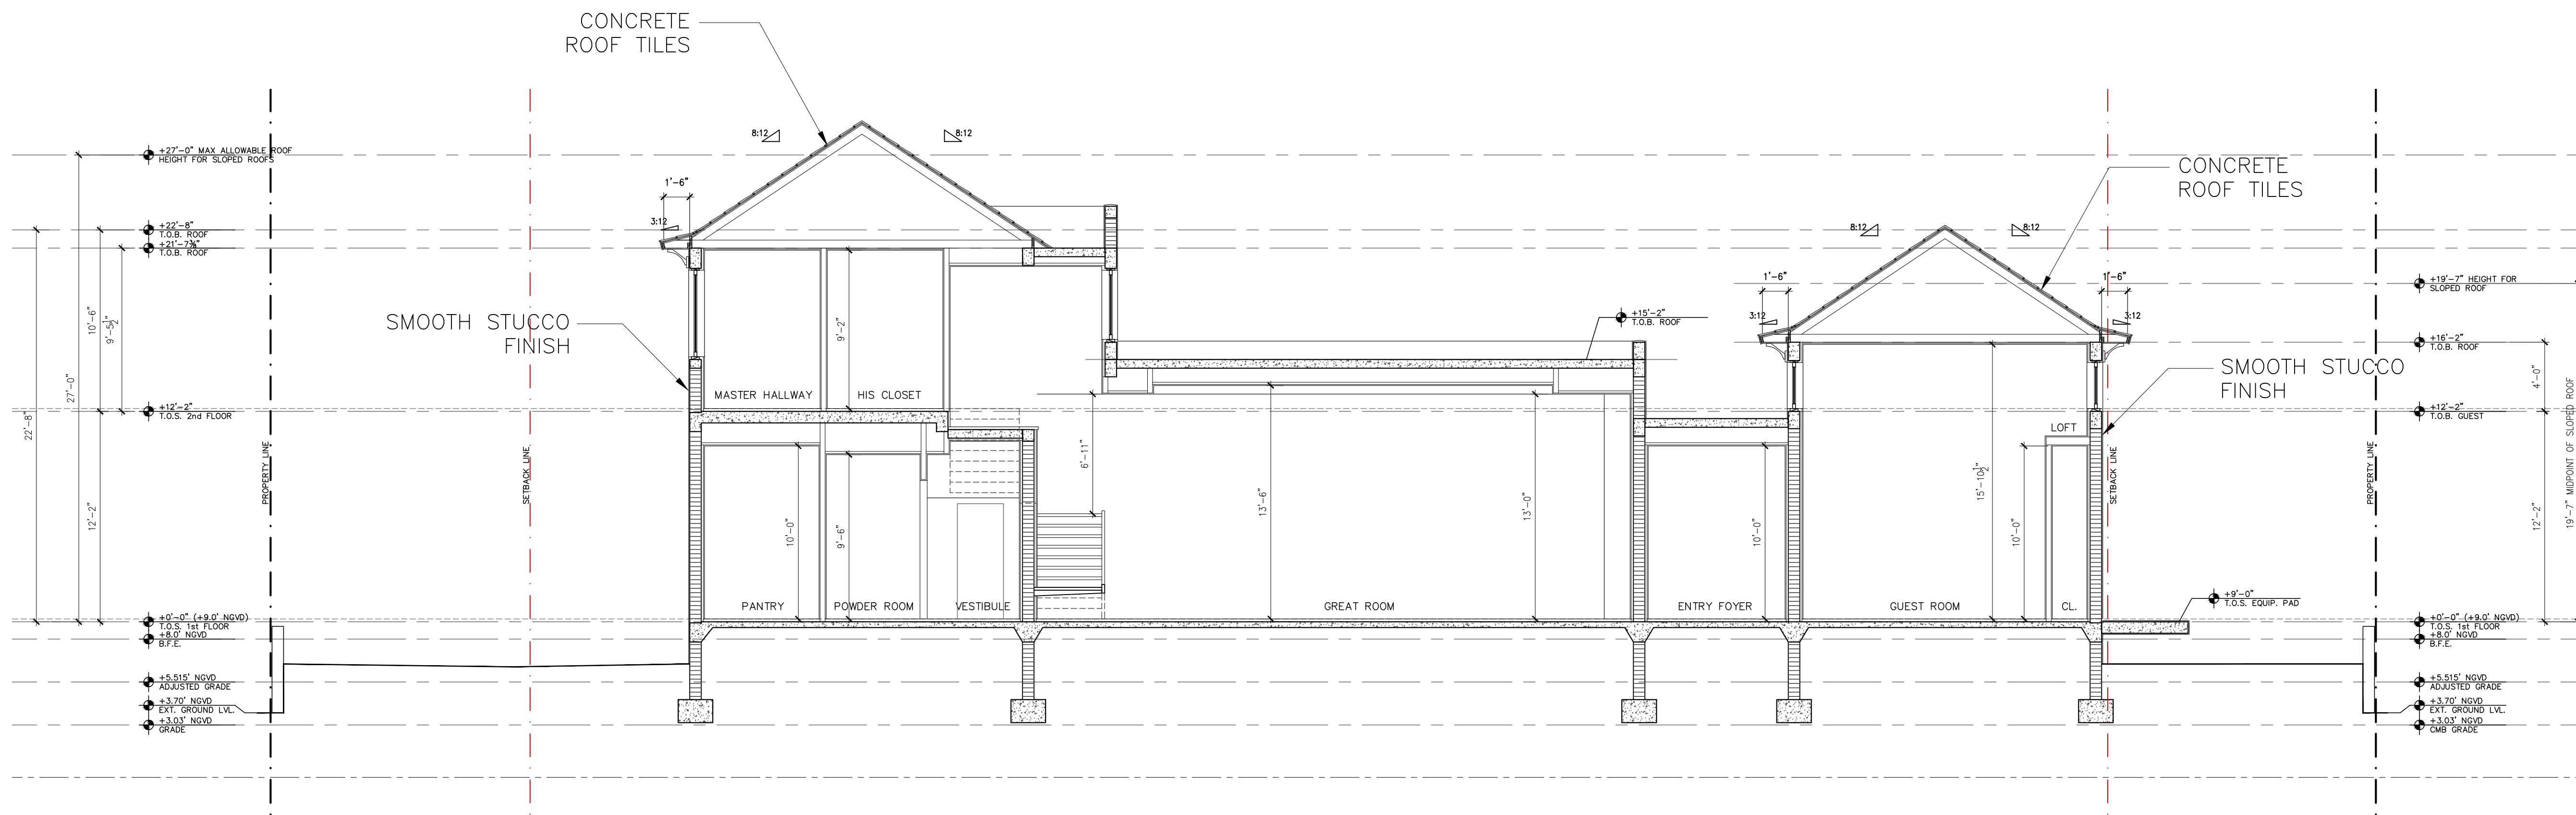 CONCRETE
ROOF TILES
8:12
8:12
+27'-0" MAX ALLOWABLE ROOF
HEIGHT FOR SLOPED ROOFS
1'-6"
3:12
+22'-8"
T.O.B. ROOF
+21'-7⅞"
T.O.B. ROOF
CONCRETE
ROOF TILES
8:12
8:12
1'-6"
1'-6"
3:12
3:12
+19'-7" HEIGHT FOR
SLOPED ROOF
SMOOTH STUCCO
FINISH
+15'-2"
T.O.B. ROOF
+16'-2"
T.O.B. ROOF
SMOOTH STUCCO
FINISH
10'-6"
9'-5½"
27'-0"
22'-8"
12'-2"
9'-2"
MASTER HALLWAY
HIS CLOSET
+12'-2"
T.O.S. 2nd FLOOR
+12'-2"
T.O.B. GUEST
4'-0"
LOFT
PROPERTY LINE
SETBACK LINE
10'-0"
9'-6"
6'-11"
13'-6"
13'-0"
10'-0"
15'-10½"
10'-0"
SETBACK LINE
PROPERTY LINE
12'-2"
19'-7" MIDPOINT OF SLOPED ROOF
PANTRY
POWDER ROOM
VESTIBULE
GREAT ROOM
ENTRY FOYER
GUEST ROOM
CL.
+9'-0"
T.O.S. EQUIP. PAD
+0'-0" (+9.0' NGVD)
T.O.S. 1st FLOOR
+8.0' NGVD
B.F.E.
+5.515' NGVD
ADJUSTED GRADE
+3.70' NGVD
EXT. GROUND LVL.
+3.03' NGVD
GRADE
+0'-0" (+9.0' NGVD)
T.O.S. 1st FLOOR
+8.0' NGVD
B.F.E.
+5.515' NGVD
ADJUSTED GRADE
+3.70' NGVD
EXT. GROUND LVL.
+3.03' NGVD
CMB GRADE